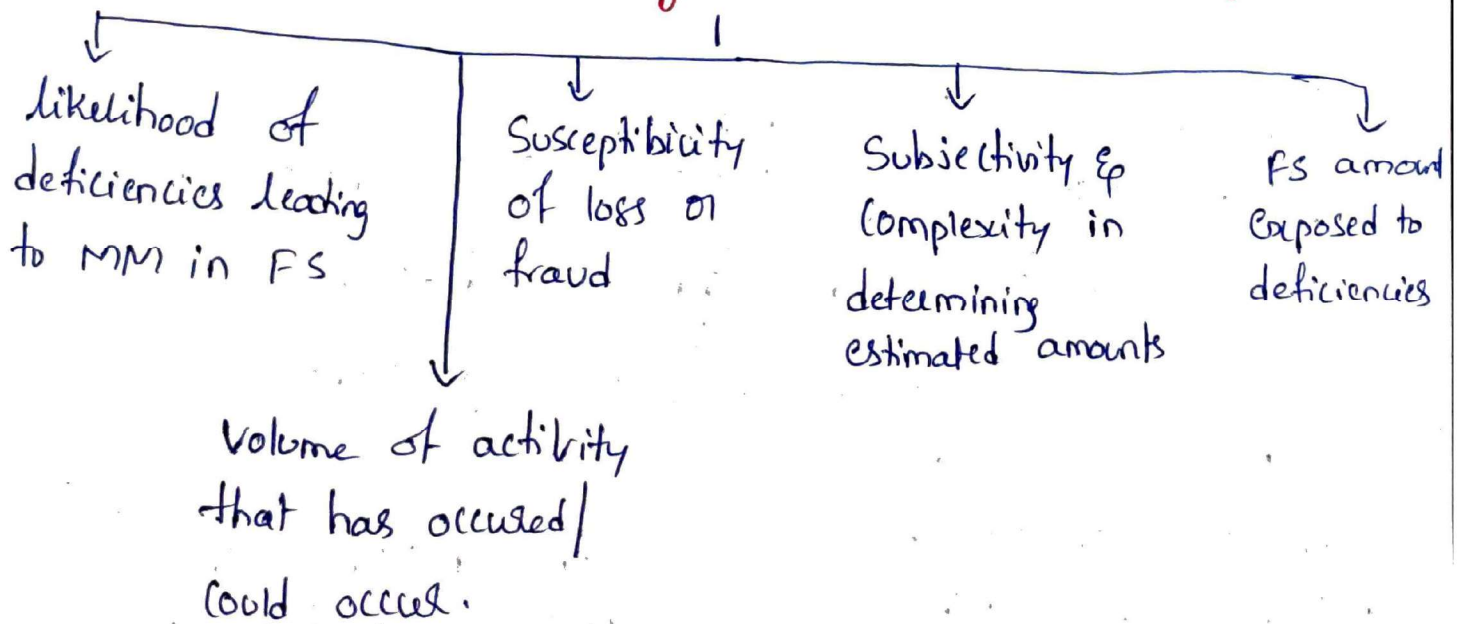 likelihood of
deficiencies leading
to MM in FS
Susceptibility
of loss or
fraud
Subjectivity &
Complexity in
determining
estimated amounts
FS amount
exposed to
deficiencies
Volume of activity
that has occured/
Could occur.